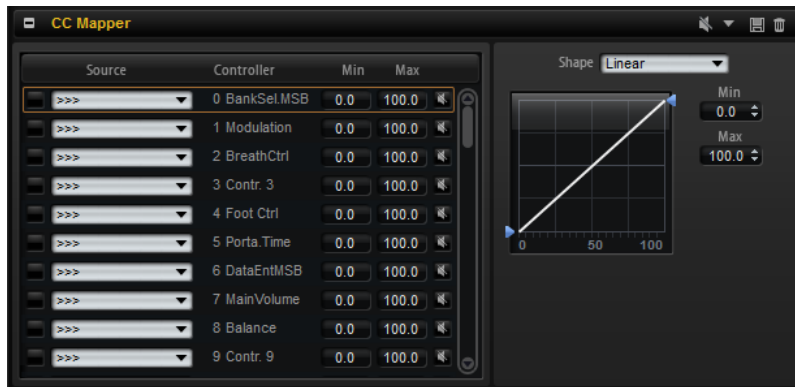 CC Mapper
Source Controller Min Max
>>> 0 BankSel.MSB 0.0 100.0
>>> 1 Modulation 0.0 100.0
>>> 2 BreathCtrl 0.0 100.0
>>> 3 Contr. 3 0.0 100.0
>>> 4 Foot Ctrl 0.0 100.0
>>> 5 Porta.Time 0.0 100.0
>>> 6 DataEntMSB 0.0 100.0
>>> 7 MainVolume 0.0 100.0
>>> 8 Balance 0.0 100.0
>>> 9 Contr. 9 0.0 100.0
Shape Linear
Min
0.0
Max
100.0
0 50 100